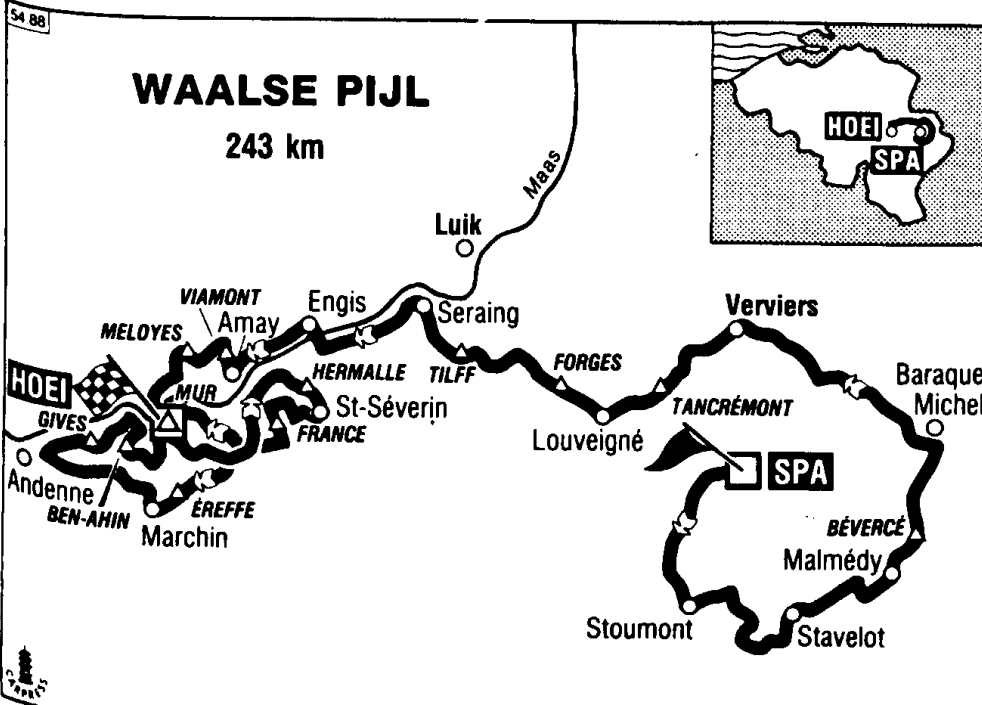 54 88
WAALSE PIJL
243 km
HOEI
SPA
Maas
Luik
VIAMONT
Engis
Amay
Seraing
Verviers
MELOYES
HOEI
MUR
HERMALLE
TILFF
FORGES
Baraque
Michel
GIVES
St-Séverin
TANCRÉMONT
FRANCE
Louveigné
SPA
Andenne
BEN-AHIN
ÉREFFE
Marchin
BÉVERCÉ
Malmédy
Stoumont
Stavelot
CARPRESS